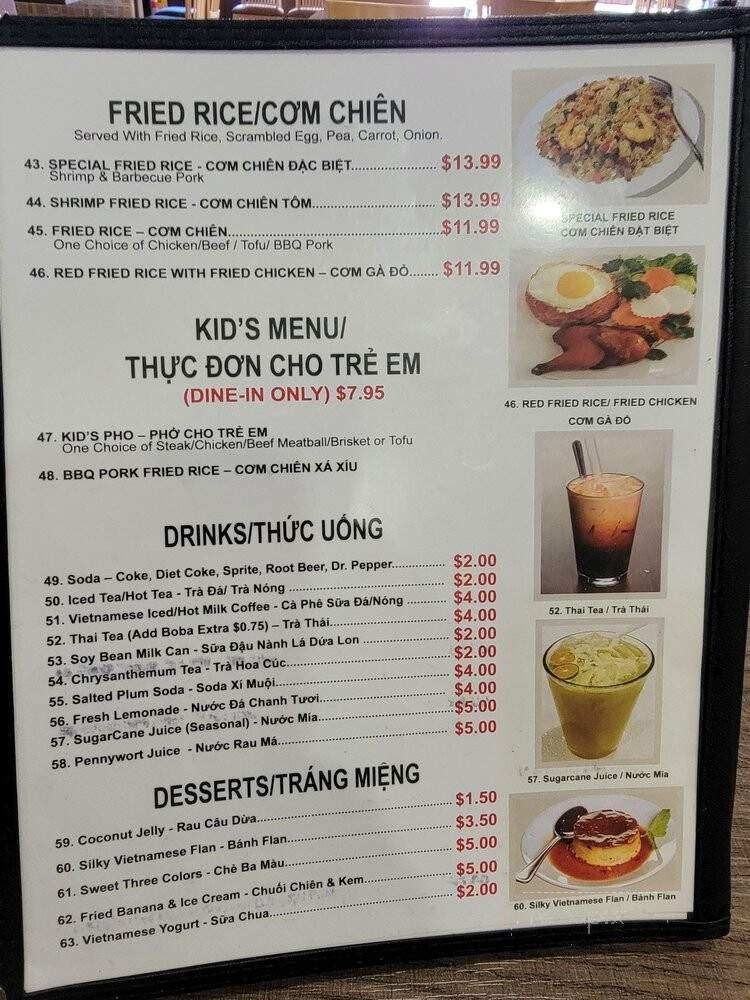 FRIED RICE/CƠM CHIÊN
Served With Fried Rice, Scrambled Egg, Pea, Carrot, Onion.
43. SPECIAL FRIED RICE - CƠM CHIÊN ĐẶC BIỆT..................... $13.99
Shrimp & Barbecue Pork
44. SHRIMP FRIED RICE - CƠM CHIÊN TÔM............................... $13.99
45. FRIED RICE – CƠM CHIÊN..................................................... $11.99
One Choice of Chicken/Beef / Tofu/ BBQ Pork
46. RED FRIED RICE WITH FRIED CHICKEN – CƠM GÀ ĐỎ....... $11.99
SPECIAL FRIED RICE
CƠM CHIÊN ĐẶT BIỆT
46. RED FRIED RICE/ FRIED CHICKEN
CƠM GÀ ĐỎ
KID'S MENU/
THỰC ĐƠN CHO TRẺ EM
(DINE-IN ONLY) $7.95
47. KID'S PHO – PHỞ CHO TRẺ EM
One Choice of Steak/Chicken/Beef Meatball/Brisket or Tofu
48. BBQ PORK FRIED RICE – CƠM CHIÊN XÁ XÍU
DRINKS/THỨC UỐNG
49. Soda – Coke, Diet Coke, Sprite, Root Beer, Dr. Pepper............. $2.00
50. Iced Tea/Hot Tea - Trà Đá/ Trà Nóng ...................................... $2.00
51. Vietnamese Iced/Hot Milk Coffee - Cà Phê Sữa Đá/Nóng .......... $4.00
52. Thai Tea (Add Boba Extra $0.75) – Trà Thái............................. $4.00
53. Soy Bean Milk Can - Sữa Đậu Nành Lá Dứa Lon ..................... $2.00
54. Chrysanthemum Tea - Trà Hoa Cúc........................................ $2.00
55. Salted Plum Soda - Soda Xí Muội........................................... $4.00
56. Fresh Lemonade - Nước Đá Chanh Tươi................................. $4.00
57. SugarCane Juice (Seasonal) - Nước Mía................................. $5.00
58. Pennywort Juice - Nước Rau Má............................................ $5.00
52. Thai Tea / Trà Thái
57. Sugarcane Juice / Nước Mía
DESSERTS/TRÁNG MIỆNG
59. Coconut Jelly - Rau Câu Dừa................................................ $1.50
60. Silky Vietnamese Flan - Bánh Flan........................................ $3.50
61. Sweet Three Colors - Chè Ba Màu......................................... $5.00
62. Fried Banana & Ice Cream - Chuối Chiên & Kem.................... $5.00
63. Vietnamese Yogurt - Sữa Chua............................................. $2.00
60. Silky Vietnamese Flan / Bánh Flan